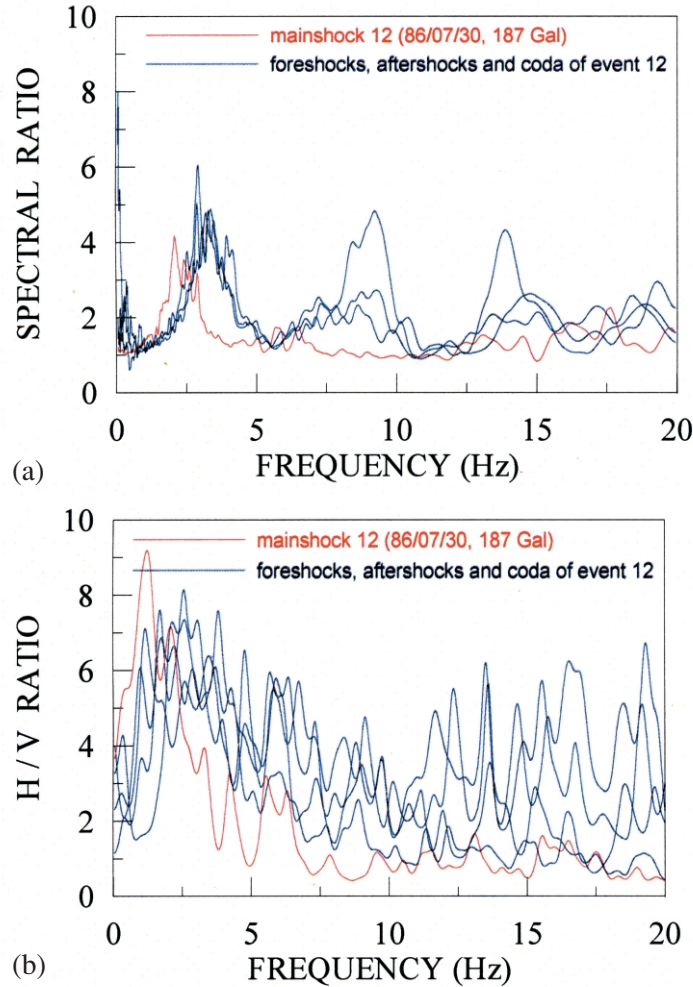 10
mainshock 12 (86/07/30, 187 Gal)
foreshocks, aftershocks and coda of event 12
8
6
4
2
0
SPECTRAL RATIO
0 5 10 15 20
FREQUENCY (Hz)
(a)
10
mainshock 12 (86/07/30, 187 Gal)
foreshocks, aftershocks and coda of event 12
8
6
4
2
0
H / V RATIO
0 5 10 15 20
FREQUENCY (Hz)
(b)